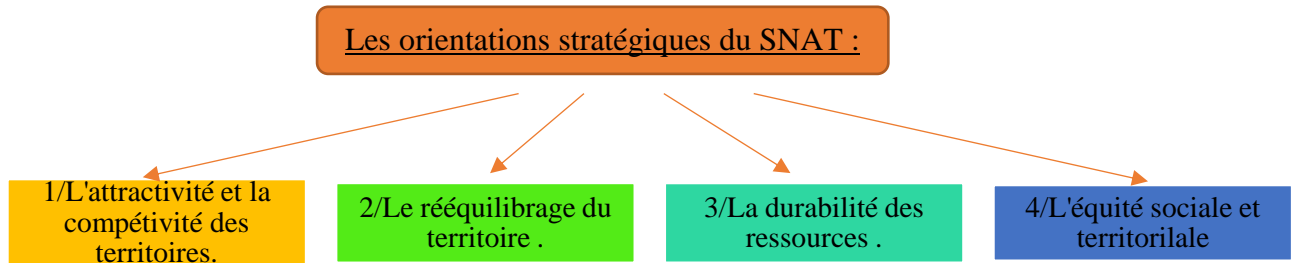 Les orientations stratégiques du SNAT :
1/L'attractivité et la
compétivité des
territoires.
2/Le rééquilibrage du
territoire .
3/La durabilité des
ressources .
4/L'équité sociale et
territorilale